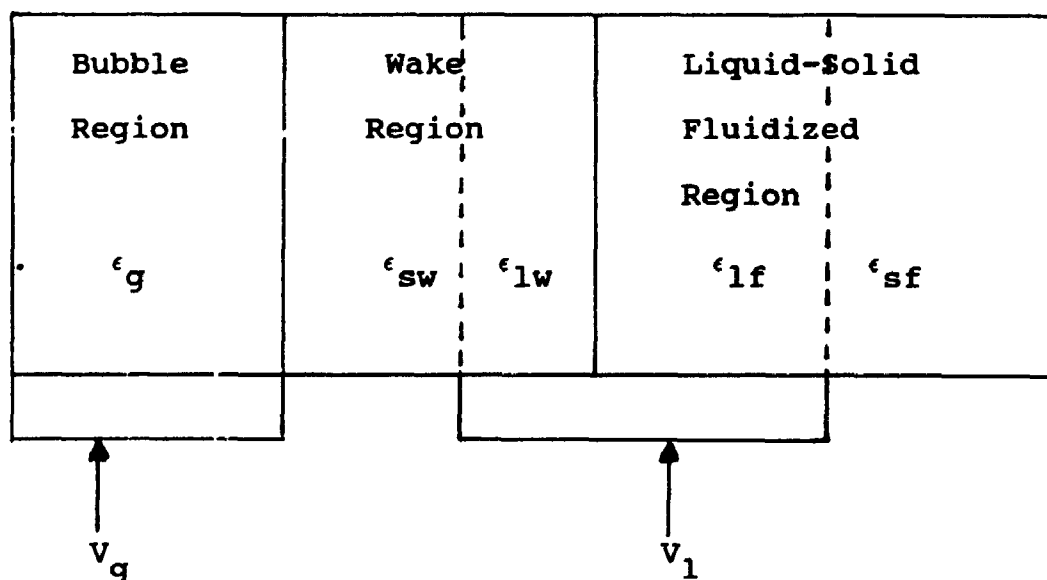 Bubble Wake Liquid-Solid
Region Region Fluidized
Region
ϵg ϵsw ϵlw ϵlf ϵsf
Vg Vl